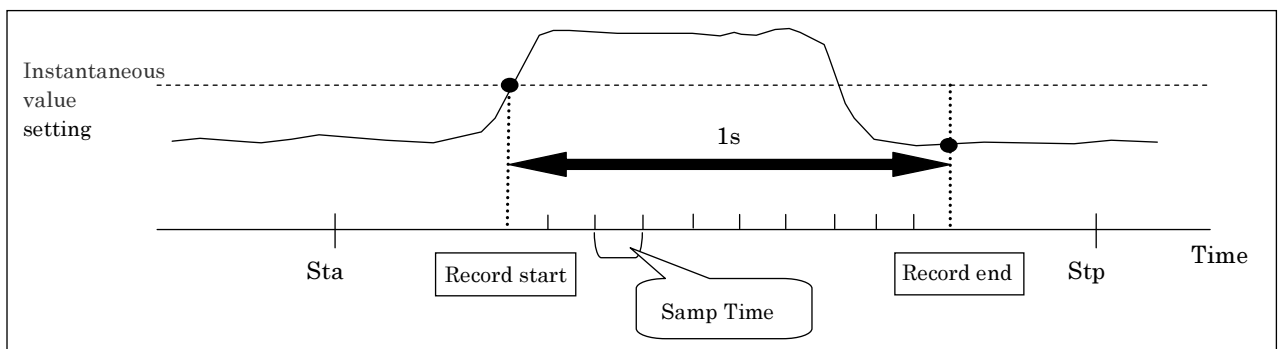 Instantaneous
value
setting
1s
Sta
Record start
Samp Time
Record end
Stp
Time